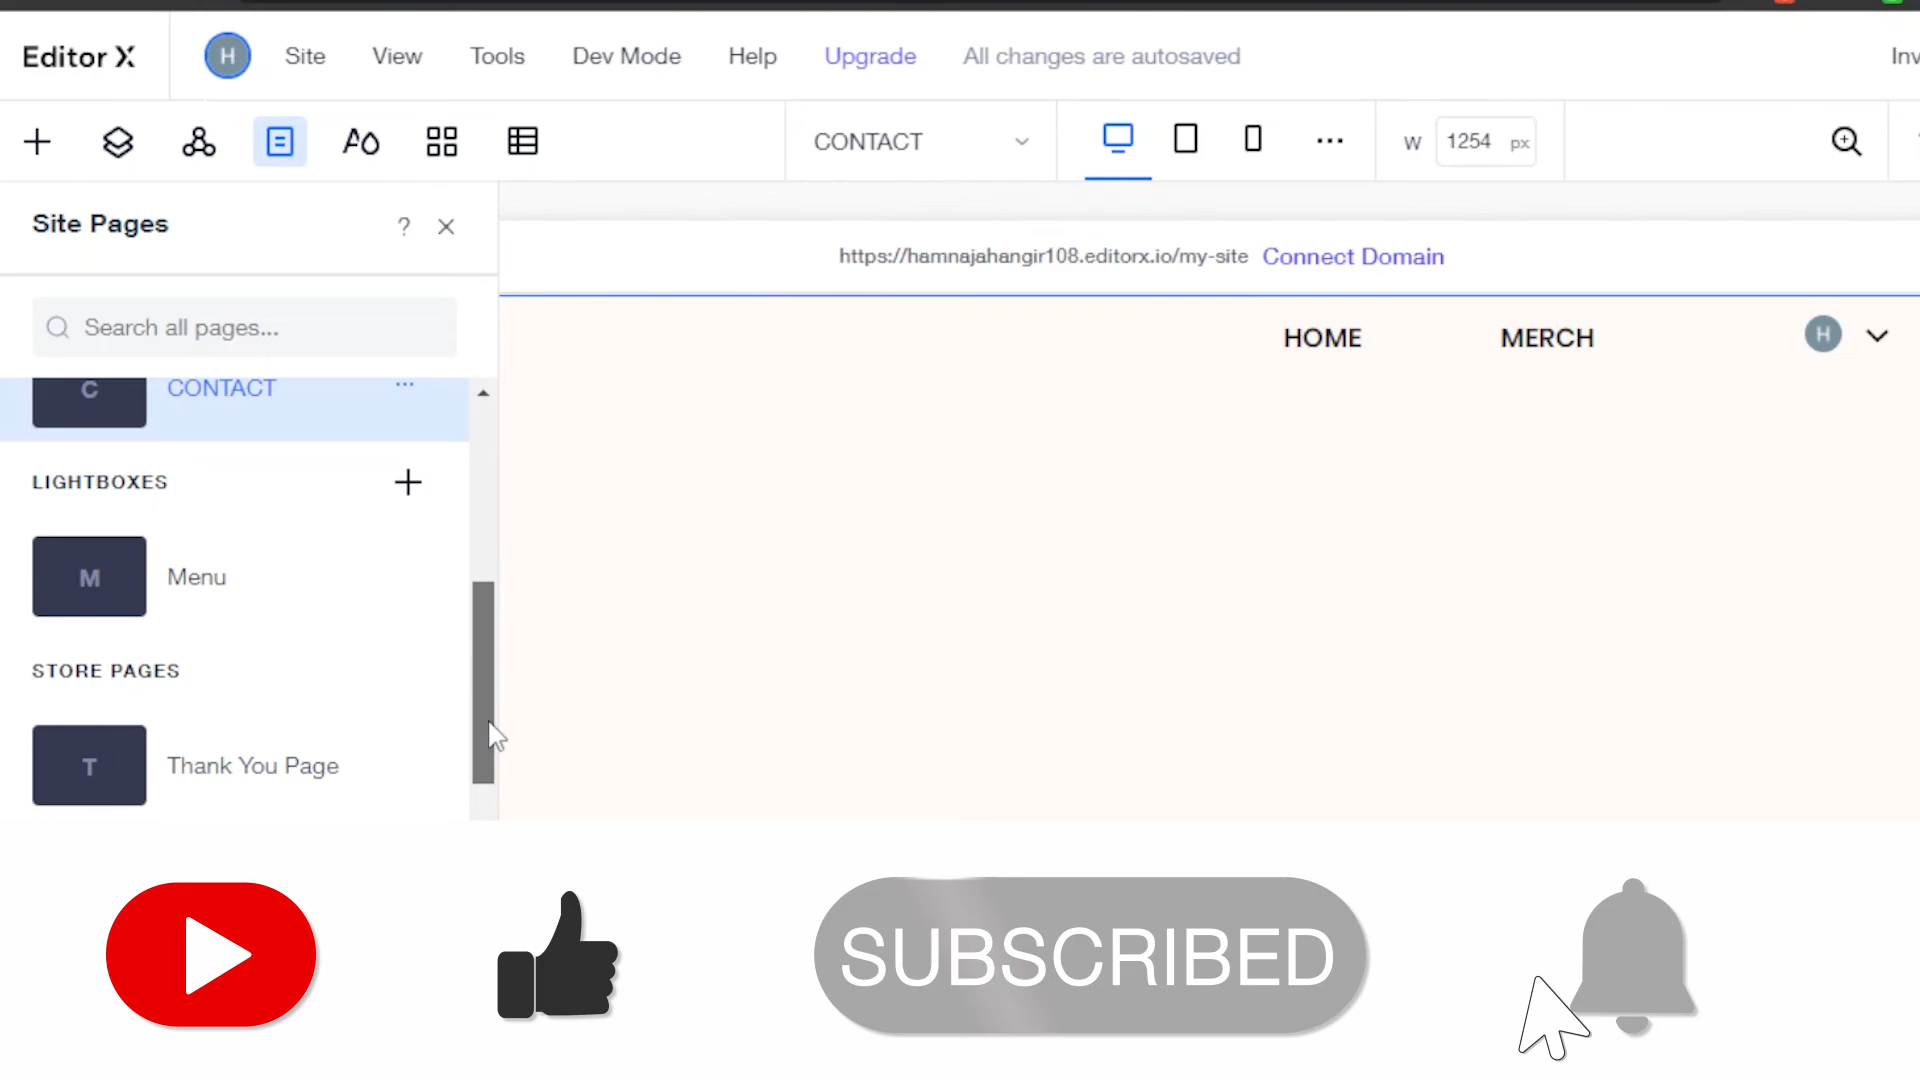 Editor X
H
Site
View
Tools
Dev Mode
Help
Upgrade
All changes are autosaved
CONTACT
W
1254
px
Site Pages
?
https://hamnajahangir108.editorx.io/my-site
Connect Domain
Search all pages...
HOME
MERCH
H
C
CONTACT
LIGHTBOXES
M
Menu
STORE PAGES
T
Thank You Page
SUBSCRIBED